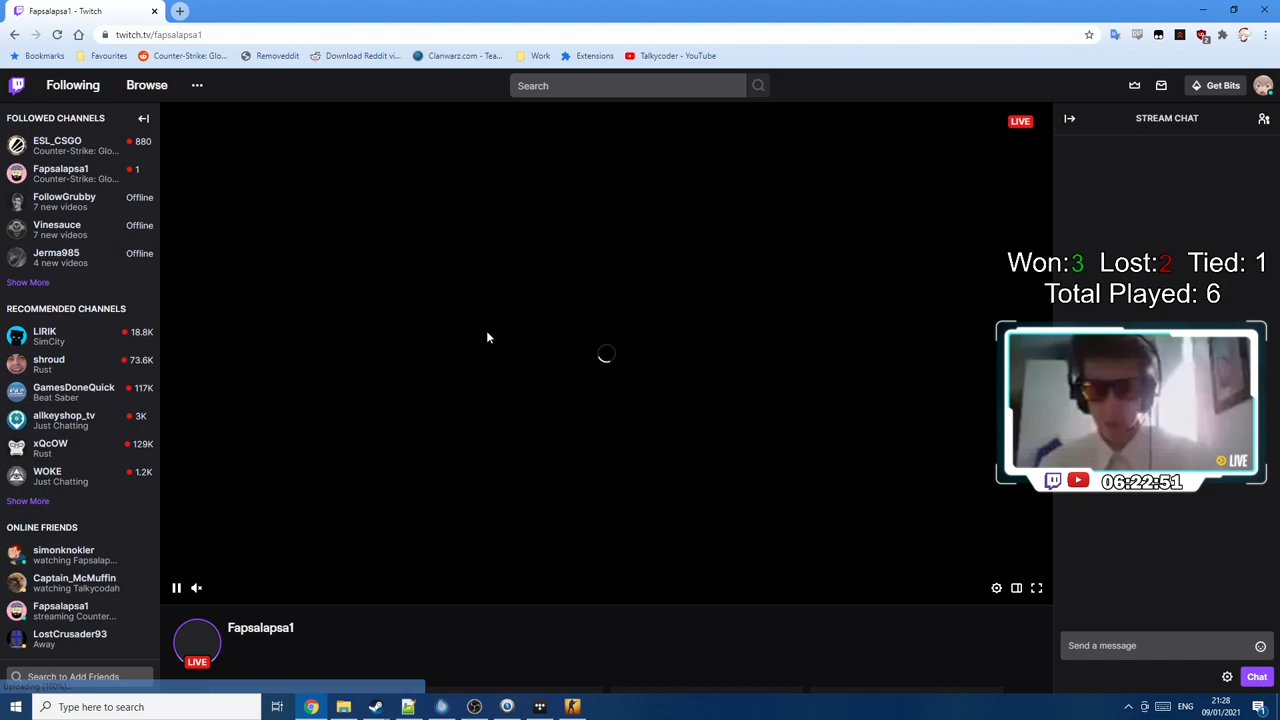 Fapsalapsa1 - Twitch
twitch.tv/fapsalapsa1
Bookmarks
Favourites
Counter-Strike: Glo...
Removeddit
Download Reddit vi...
Clanwarz.com - Tea...
Work
Extensions
Talkycoder - YouTube
Following
Browse
Search
Get Bits
FOLLOWED CHANNELS
ESL_CSGO
880
Counter-Strike: Glo...
Fapsalapsa1
1
Counter-Strike: Glo...
FollowGrubby
Offline
7 new videos
Vinesauce
Offline
7 new videos
Jerma985
Offline
4 new videos
Show More
RECOMMENDED CHANNELS
LIRIK
18.8K
SimCity
shroud
73.6K
Rust
GamesDoneQuick
117K
Beat Saber
allkeyshop_tv
3K
Just Chatting
xQcOW
129K
Rust
WOKE
1.2K
Just Chatting
Show More
ONLINE FRIENDS
simonknokler
watching Fapsalap...
Captain_McMuffin
watching Talkycodah
Fapsalapsa1
streaming Counter...
LostCrusader93
Away
Search to Add Friends
Uploading (100%)...
LIVE
Fapsalapsa1
LIVE
STREAM CHAT
Won:3 Lost:2 Tied: 1
Total Played: 6
LIVE
06:22:51
Send a message
Chat
Type here to search
21:28
09/01/2021